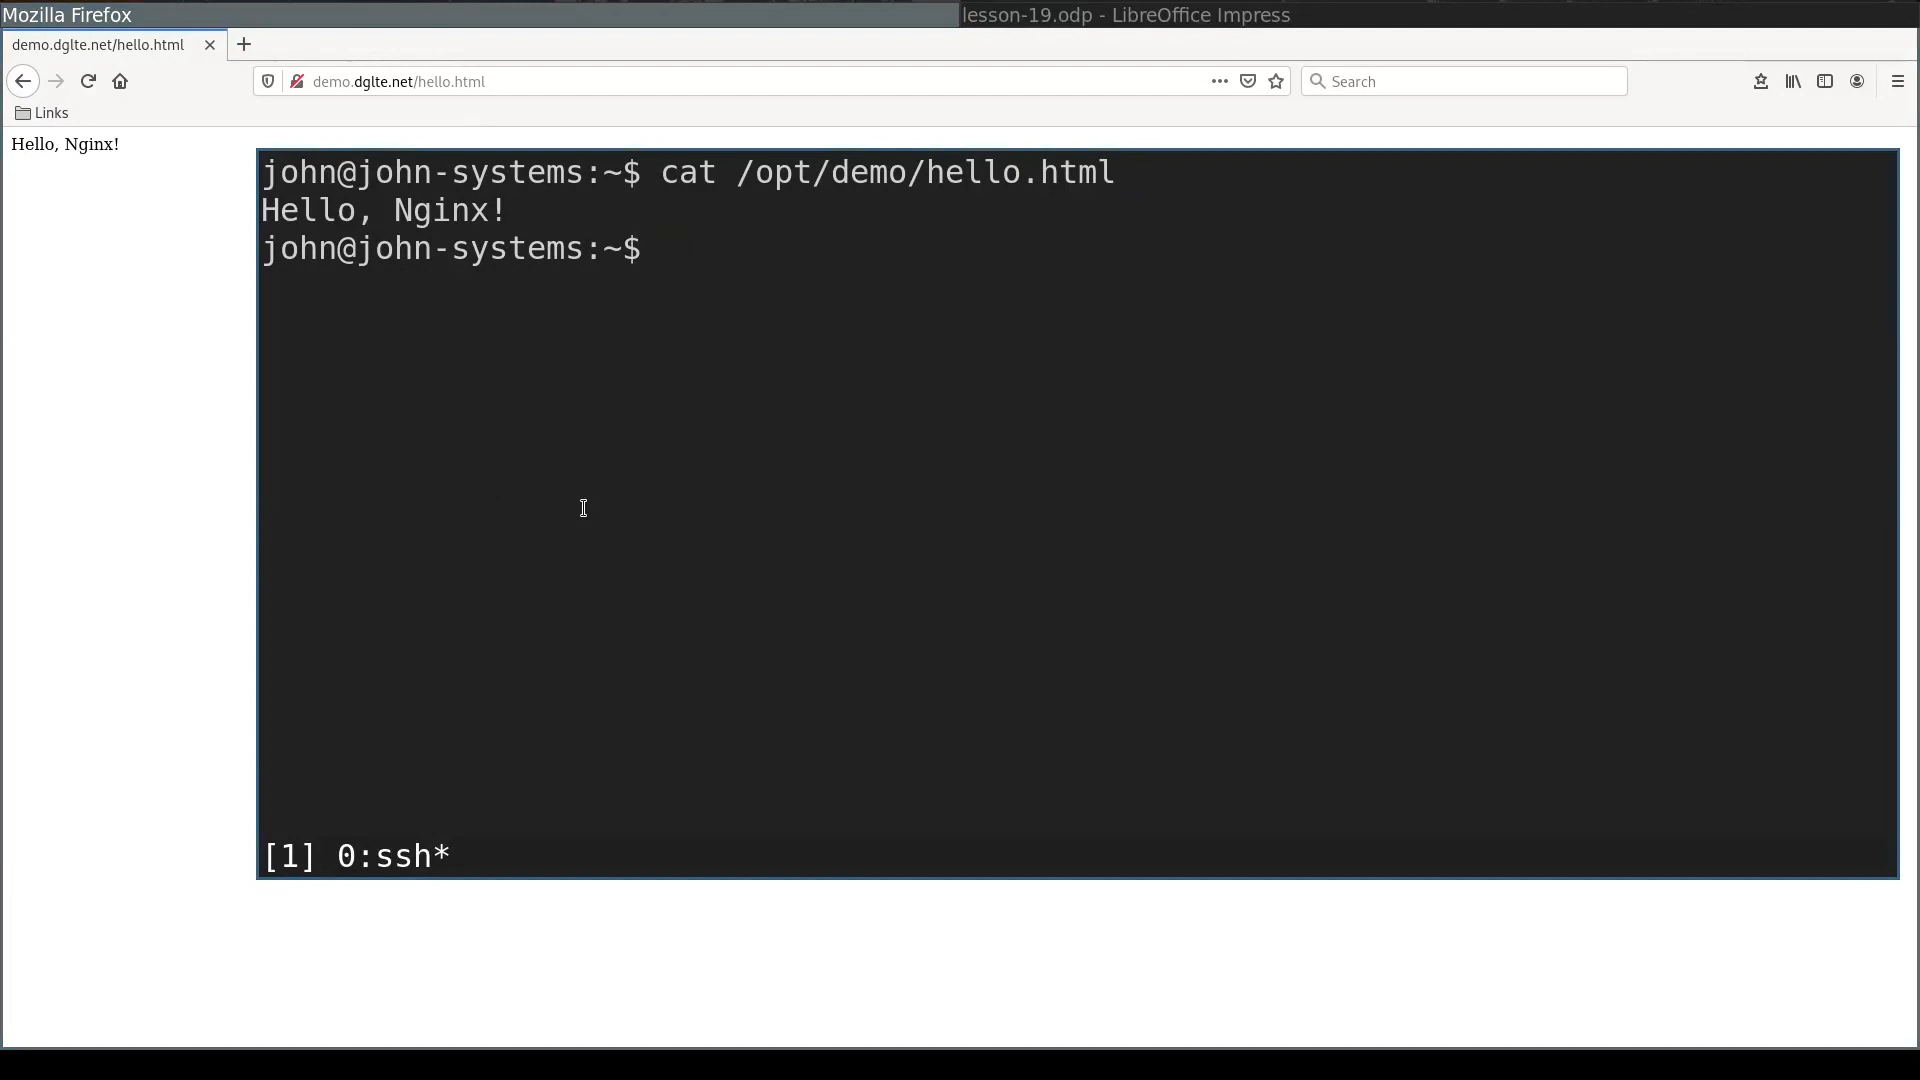 Mozilla Firefox
lesson-19.odp - LibreOffice Impress
demo.dglte.net/hello.html
demo.dglte.net/hello.html
Search
Links
Hello, Nginx!
john@john-systems:~$ cat /opt/demo/hello.html
Hello, Nginx!
john@john-systems:~$
[1] 0:ssh*